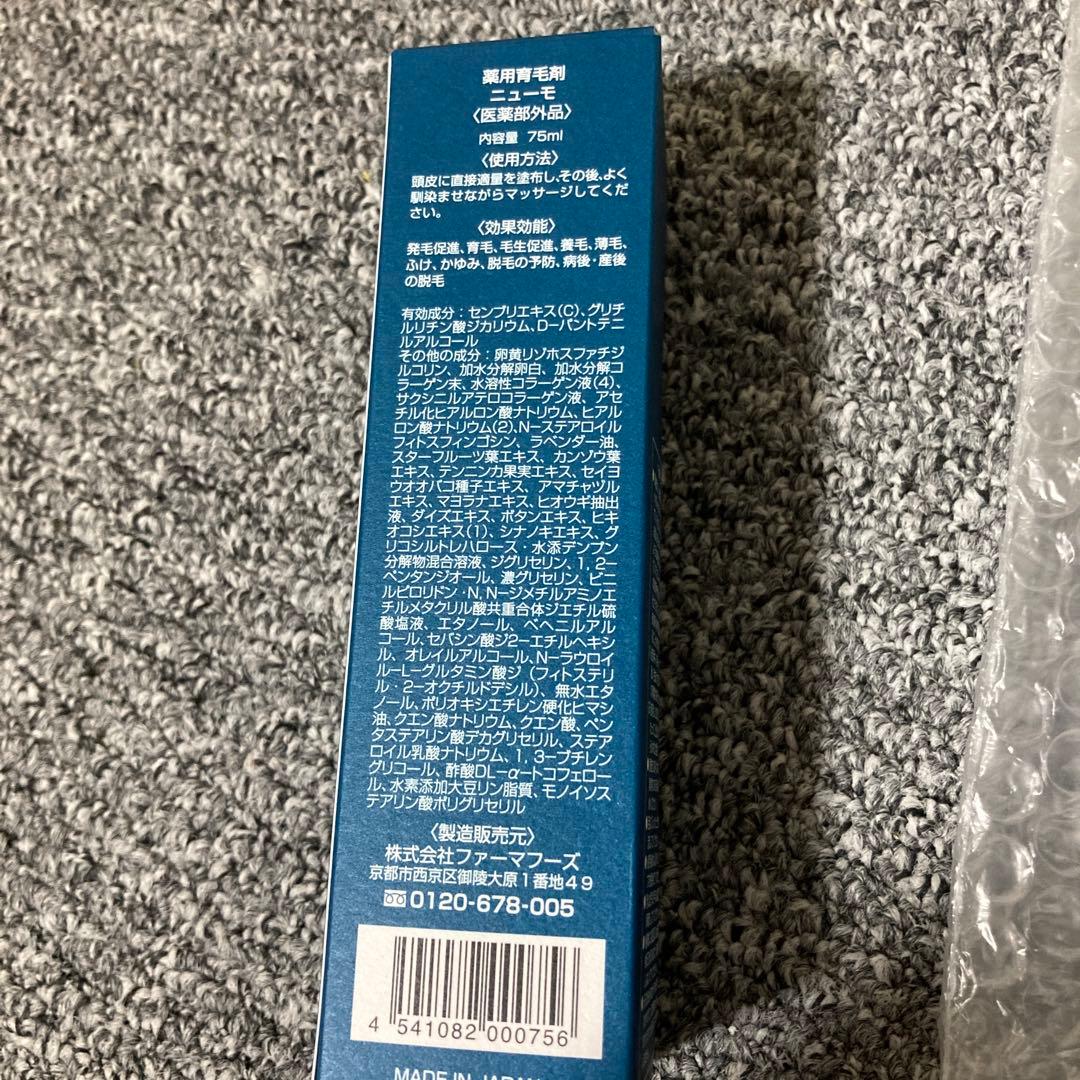 薬用育毛剤
ニューモ
〈医薬部外品〉
内容量 75ml
〈使用方法〉
頭皮に直接適量を塗布し、その後、よく
馴染ませながらマッサージしてくだ
さい。
〈効果効能〉
発毛促進、育毛、毛生促進、養毛、薄毛、
ふけ、かゆみ、脱毛の予防、病後・産後
の脱毛
有効成分：センブリエキス(C)、グリチ
ルリチン酸ジカリウム、D-パントテニ
ルアルコール
その他の成分：卵黄リゾホスファチジ
ルコリン、加水分解卵白、加水分解コ
ラーゲン末、水溶性コラーゲン液(4)、
サクシニルアテロコラーゲン液、アセ
チル化ヒアルロン酸ナトリウム、ヒアル
ロン酸ナトリウム(2)、N-ステアロイル
フィトスフィンゴシン、ラベンダー油、
スターフルーツ葉エキス、カンゾウ葉
エキス、テンニンカ果実エキス、セイヨ
ウオオバコ種子エキス、アマチャヅル
エキス、マヨラナエキス、ヒオウギ抽出
液、ダイズエキス、ボタンエキス、ヒキ
オコシエキス(1)、シナノキエキス、グ
リコシルトレハロース・水添デンプン
分解物混合溶液、ジグリセリン、1, 2-
ペンタンジオール、濃グリセリン、ビニ
ルピロリドン・N, N-ジメチルアミノエ
チルメタクリル酸共重合体ジエチル硫
酸塩液、エタノール、ベヘニルアル
コール、セバシン酸ジ2-エチルヘキシ
ル、オレイルアルコール、N-ラウロイ
ル-L-グルタミン酸ジ（フィトステリ
ル・2-オクチルドデシル）、無水エタ
ノール、ポリオキシエチレン硬化ヒマシ
油、クエン酸ナトリウム、クエン酸、ペン
タステアリン酸デカグリセリル、ステア
ロイル乳酸ナトリウム、1, 3-ブチレン
グリコール、酢酸DL-α-トコフェロー
ル、水素添加大豆リン脂質、モノイソス
テアリン酸ポリグリセリル
〈製造販売元〉
株式会社ファーマフーズ
京都市西京区御陵大原1番地49
0120-678-005
4 541082 000756
MADE IN JAPAN